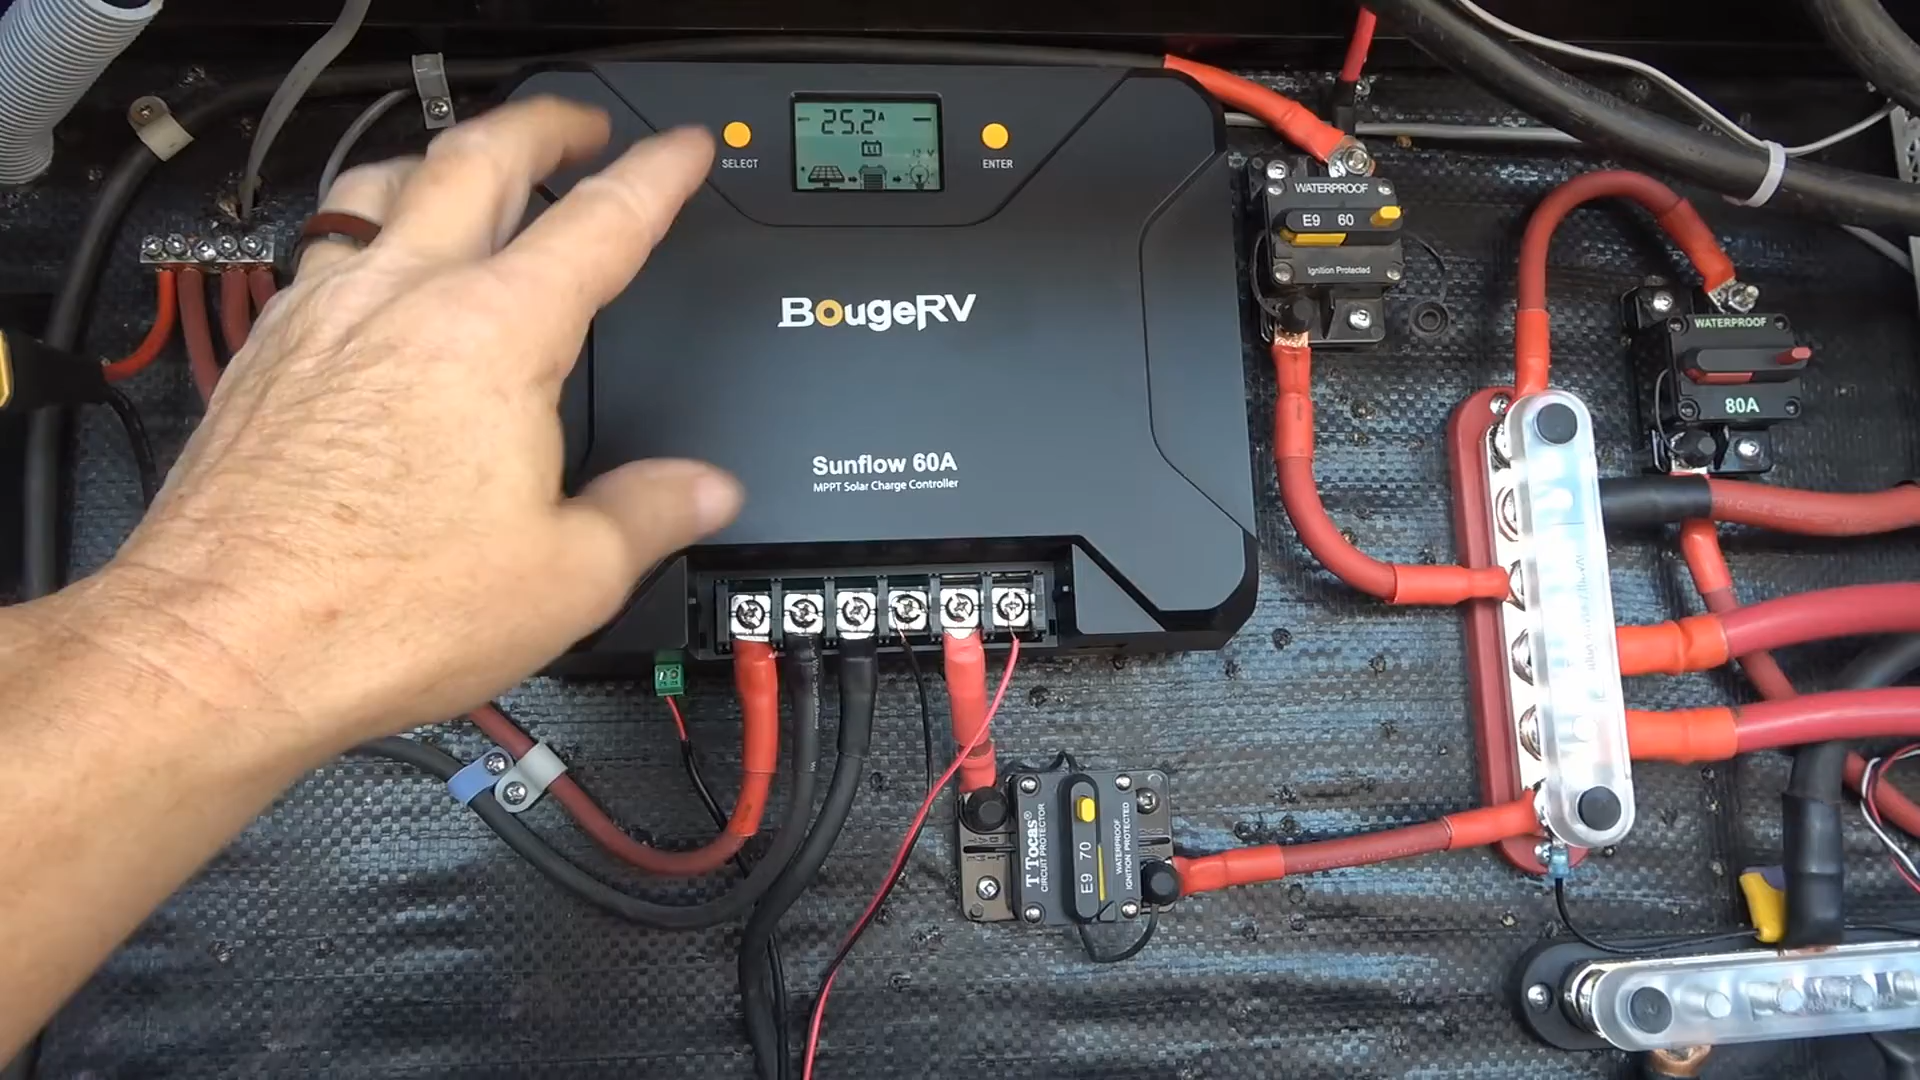 25.2A
12 V
SELECT
ENTER
BougeRV
Sunflow 60A
MPPT Solar Charge Controller
WATERPROOF
E9 60
Ignition Protected
WATERPROOF
80A
T Tocas®
CIRCUIT PROTECTOR
E9 70
WATERPROOF
IGNITION PROTECTED